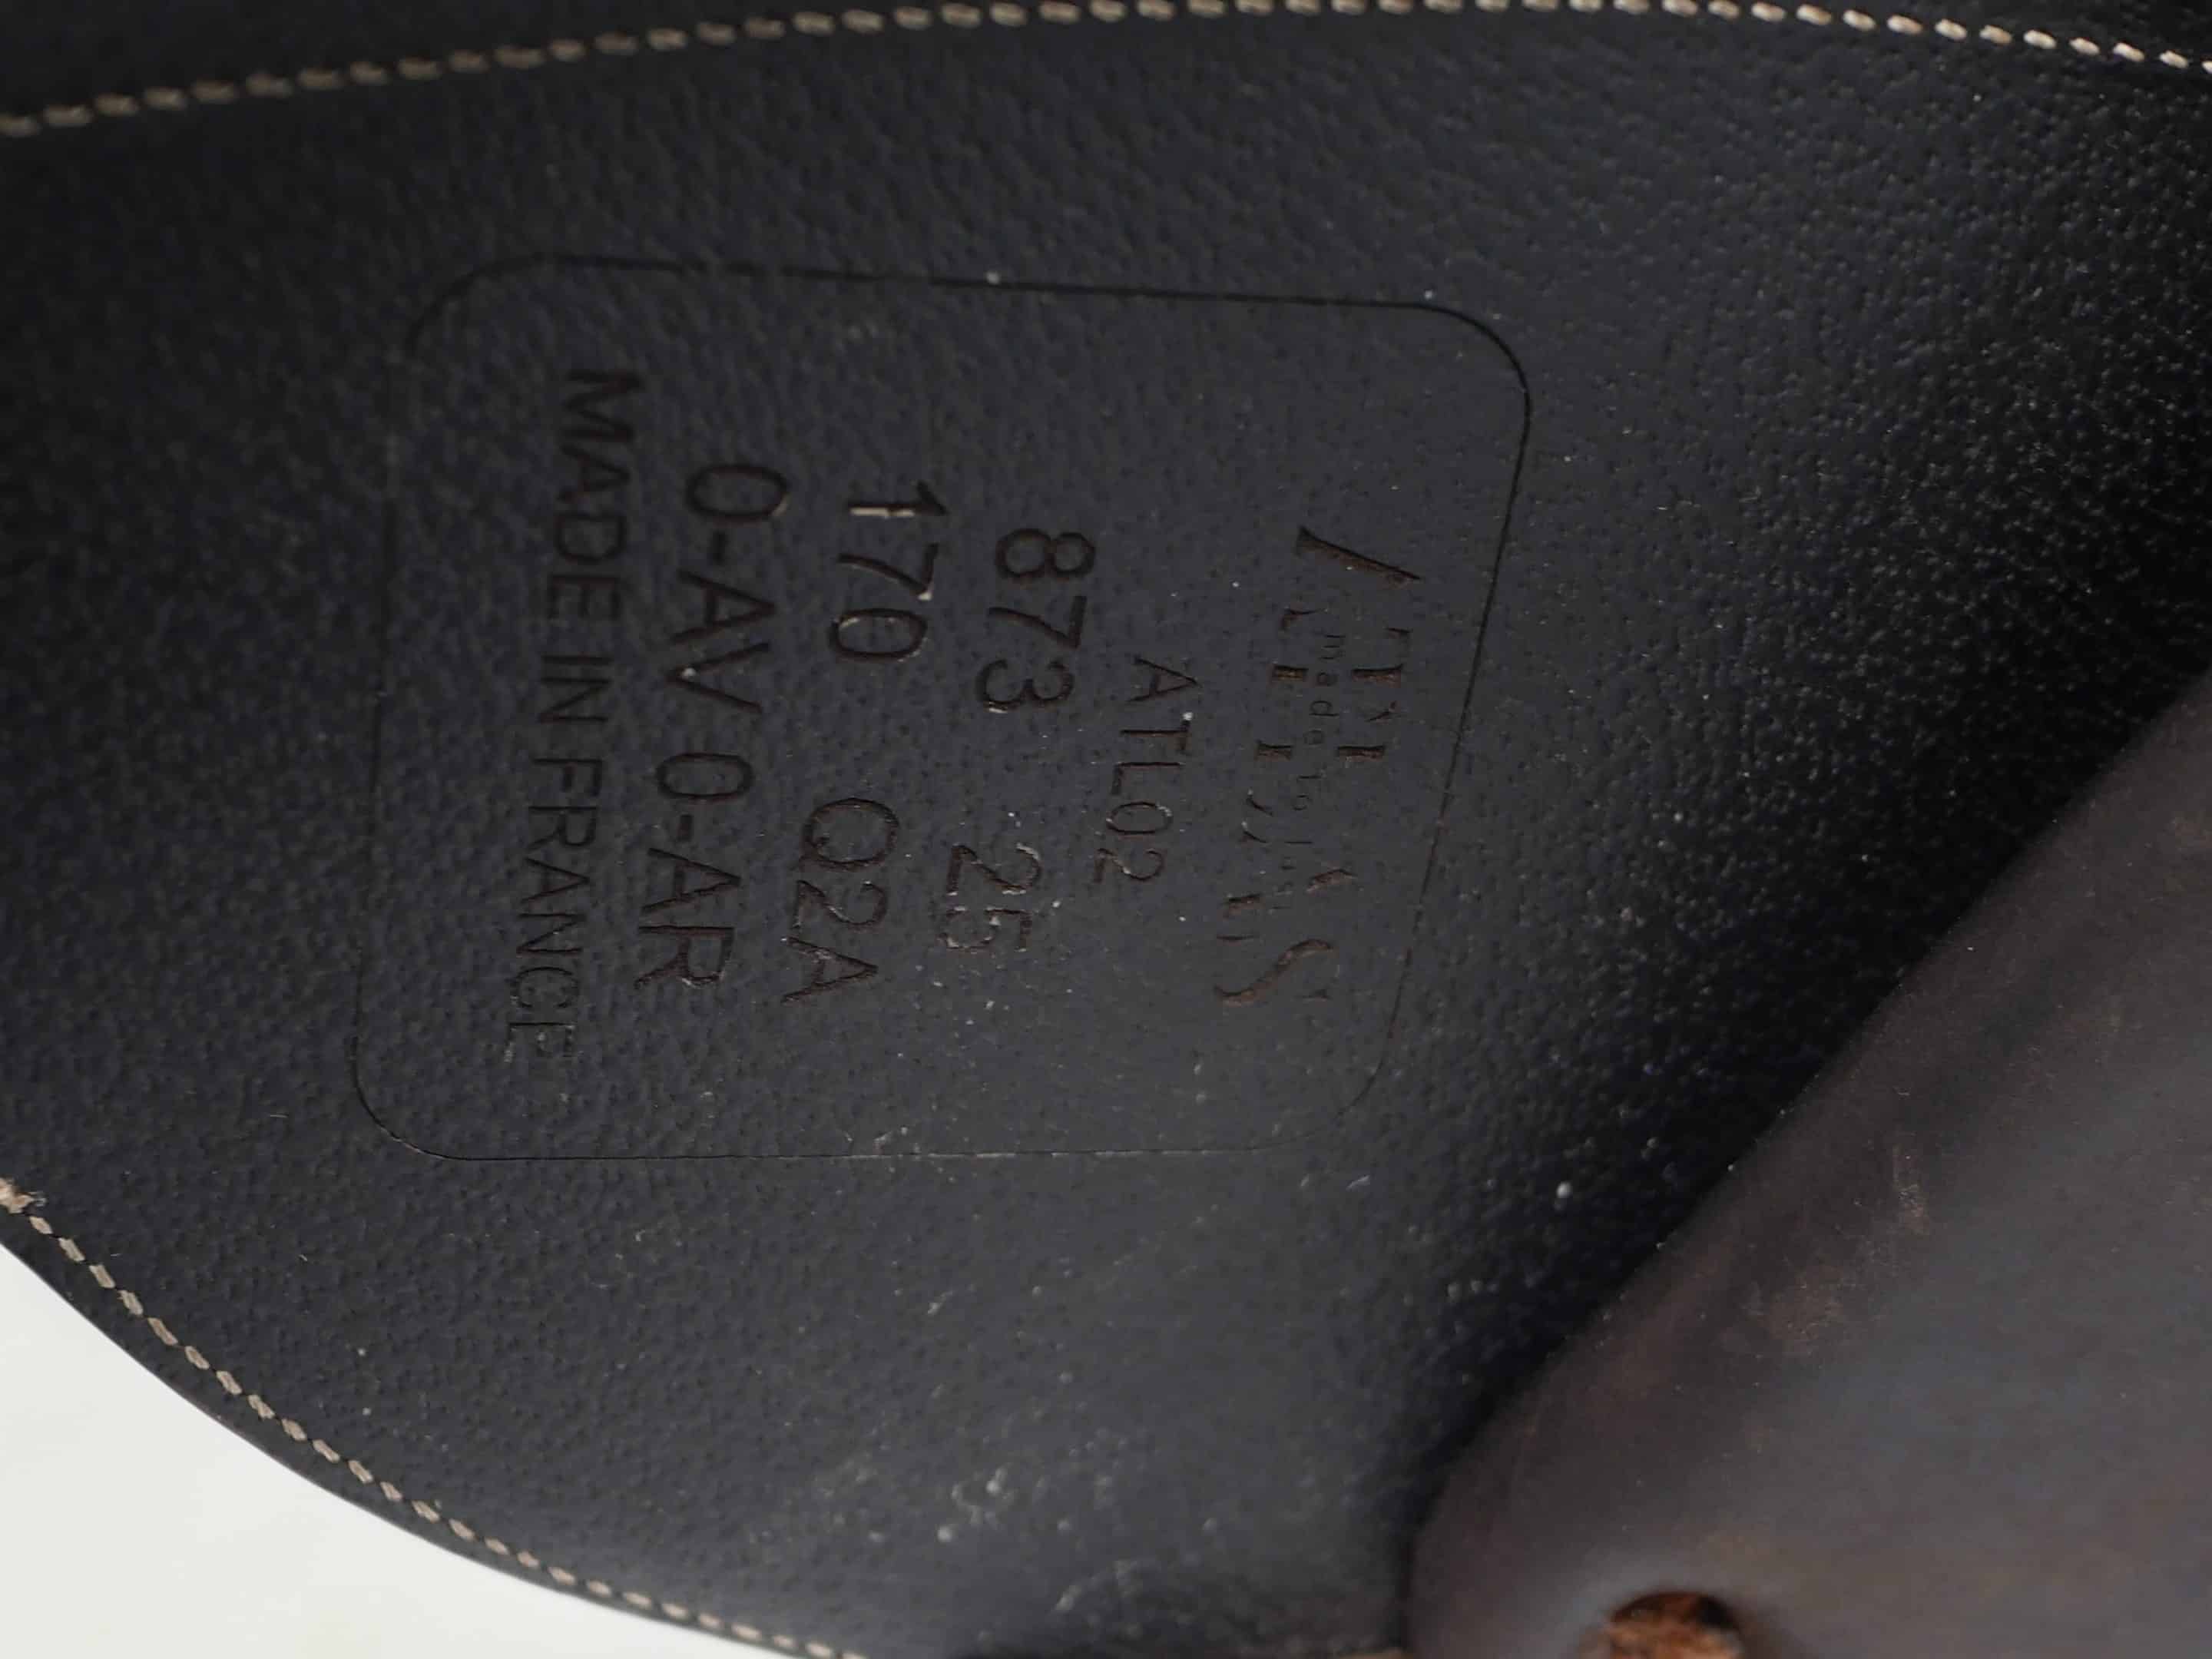 ATL02
873 25
170 Q2A
0-AV 0-AR
MADE IN FRANCE